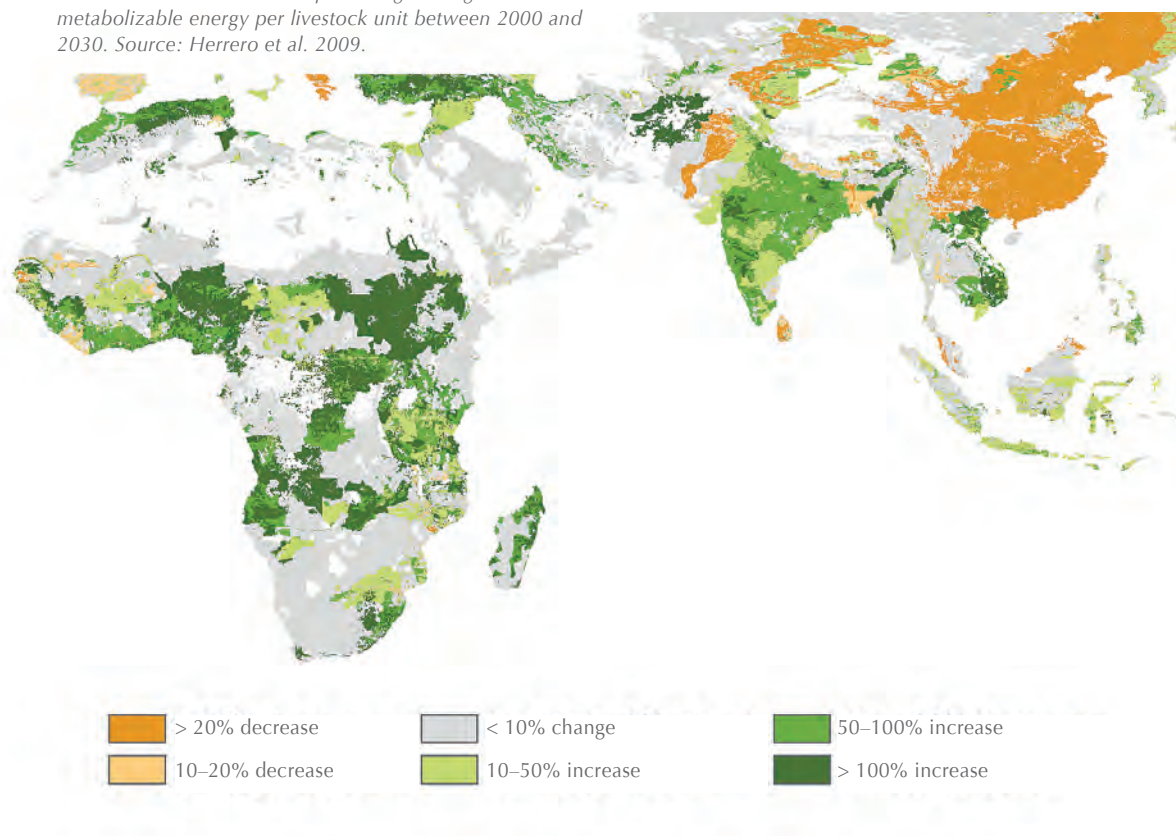 metabolizable energy per livestock unit between 2000 and
2030. Source: Herrero et al. 2009.
> 20% decrease
< 10% change
50–100% increase
10–20% decrease
10–50% increase
> 100% increase